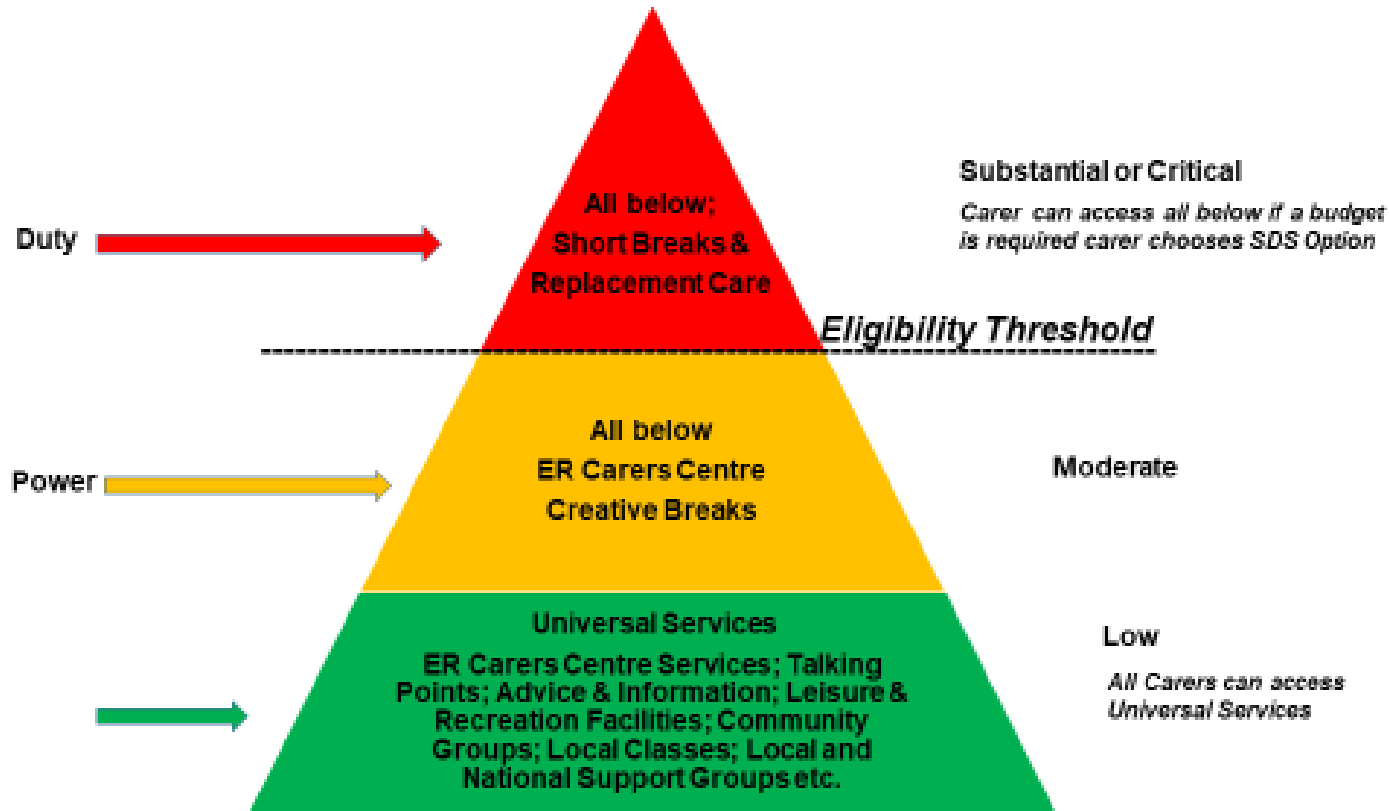 Substantial or Critical
Carer can access all below if a budget
is required carer chooses SDS Option
Duty
All below;
Short Breaks &
Replacement Care
Eligibility Threshold
All below
ER Carers Centre
Creative Breaks
Power
Moderate
Universal Services
ER Carers Centre Services; Talking
Points; Advice & Information; Leisure &
Recreation Facilities; Community
Groups; Local Classes; Local and
National Support Groups etc.
Low
All Carers can access
Universal Services